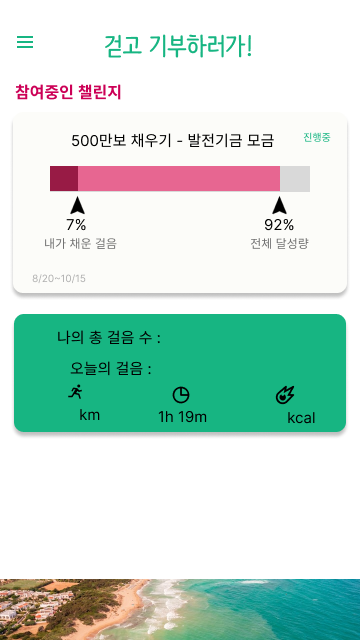 걷고 기부하러가!
참여중인 챌린지
500만보 채우기 - 발전기금 모금
진행중
7%
92%
내가 채운 걸음
전체 달성량
8/20~10/15
나의 총 걸음 수 :
오늘의 걸음 :
km
1h 19m
kcal